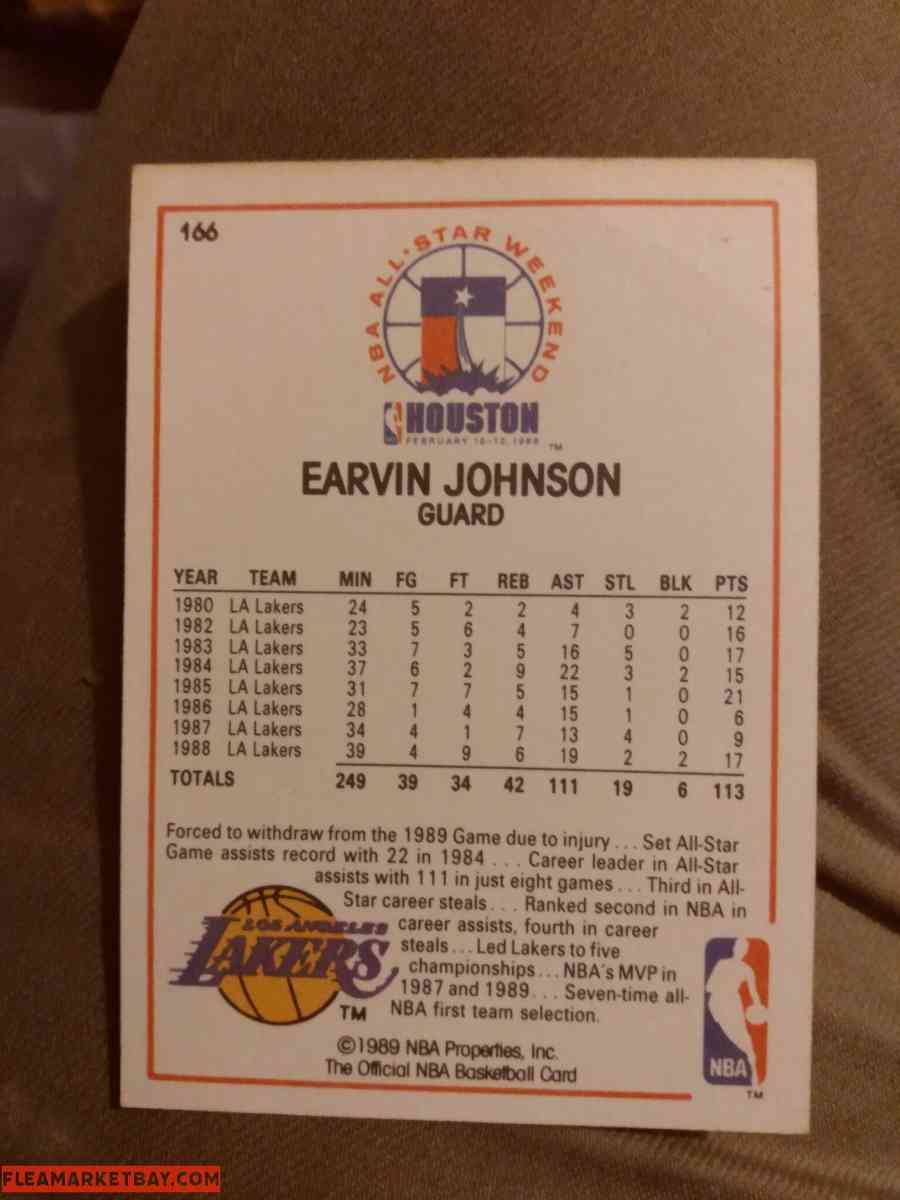 166
NBA ALL·STAR WEEKEND
HOUSTON
FEBRUARY 10-12, 1989
TM
EARVIN JOHNSON
GUARD
YEAR TEAM MIN FG FT REB AST STL BLK PTS
1980 LA Lakers 24 5 2 2 4 3 2 12
1982 LA Lakers 23 5 6 4 7 0 0 16
1983 LA Lakers 33 7 3 5 16 5 0 17
1984 LA Lakers 37 6 2 9 22 3 2 15
1985 LA Lakers 31 7 7 5 15 1 0 21
1986 LA Lakers 28 1 4 4 15 1 0 6
1987 LA Lakers 34 4 1 7 13 4 0 9
1988 LA Lakers 39 4 9 6 19 2 2 17
TOTALS 249 39 34 42 111 19 6 113
Forced to withdraw from the 1989 Game due to injury . . . Set All-Star
Game assists record with 22 in 1984 . . . Career leader in All-Star
assists with 111 in just eight games . . . Third in All-
Star career steals . . . Ranked second in NBA in
career assists, fourth in career
steals . . . Led Lakers to five
championships . . . NBA's MVP in
1987 and 1989 . . . Seven-time all-
NBA first team selection.
LOS ANGELES
LAKERS
TM
©1989 NBA Properties, Inc.
The Official NBA Basketball Card
NBA
TM
FLEAMARKETBAY.COM